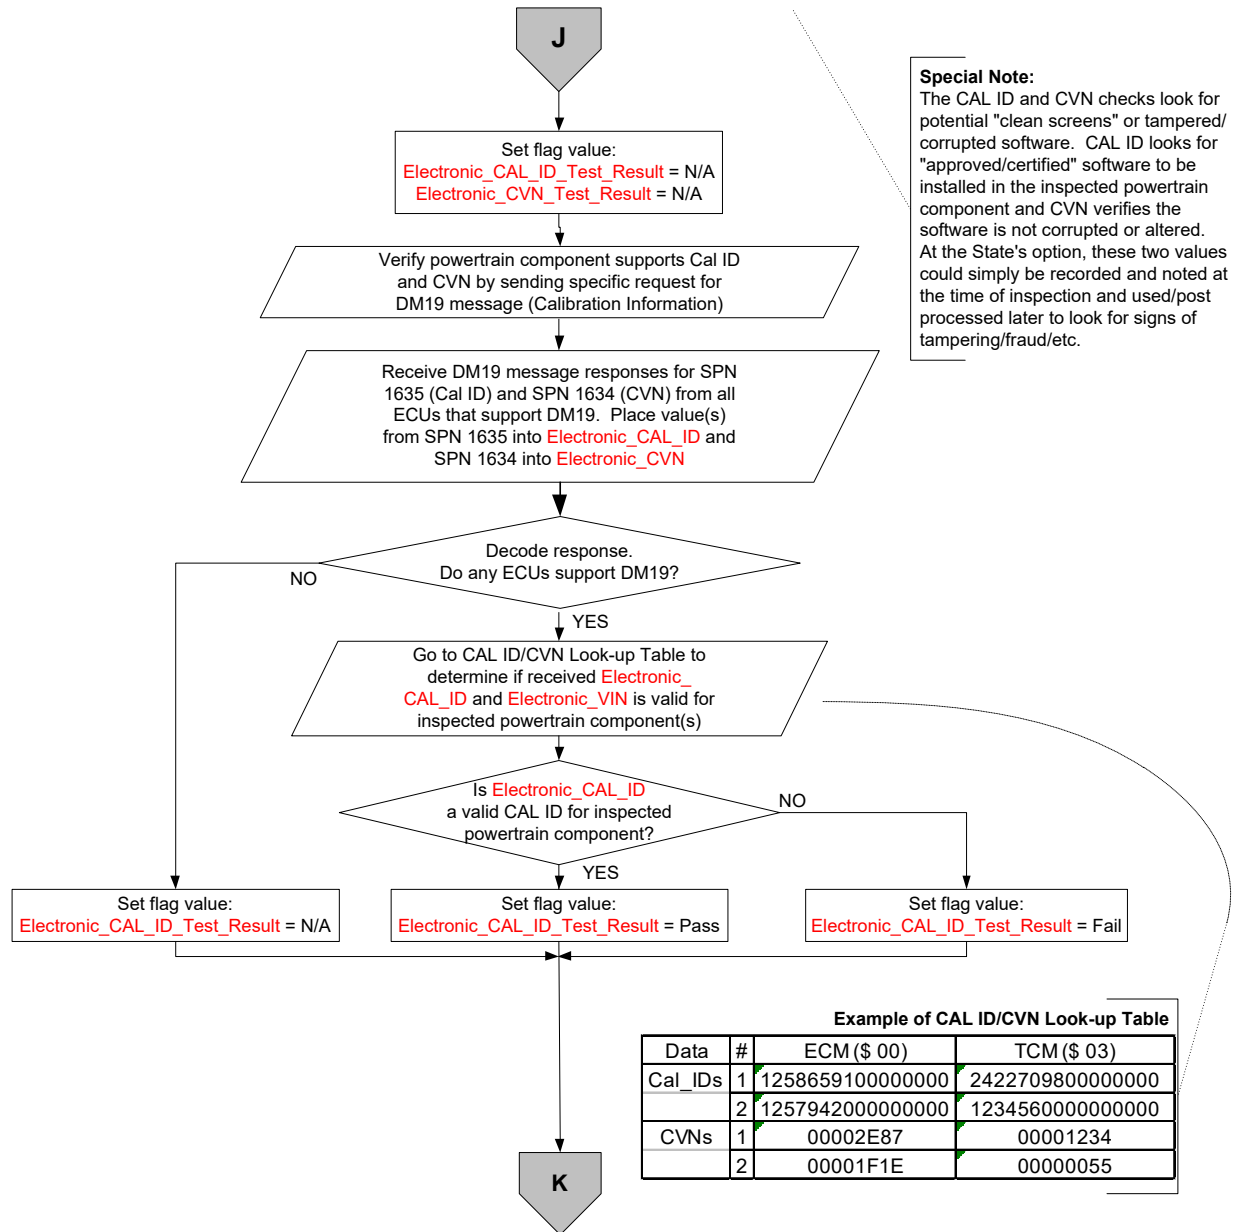 J
Special Note:
The CAL ID and CVN checks look for
potential "clean screens" or tampered/
corrupted software. CAL ID looks for
"approved/certified" software to be
installed in the inspected powertrain
component and CVN verifies the
software is not corrupted or altered.
At the State's option, these two values
could simply be recorded and noted at
the time of inspection and used/post
processed later to look for signs of
tampering/fraud/etc.
Set flag value:
Electronic_CAL_ID_Test_Result = N/A
Electronic_CVN_Test_Result = N/A
Verify powertrain component supports Cal ID
and CVN by sending specific request for
DM19 message (Calibration Information)
Receive DM19 message responses for SPN
1635 (Cal ID) and SPN 1634 (CVN) from all
ECUs that support DM19. Place value(s)
from SPN 1635 into Electronic_CAL_ID and
SPN 1634 into Electronic_CVN
Decode response.
Do any ECUs support DM19?
NO
YES
Go to CAL ID/CVN Look-up Table to
determine if received Electronic_
CAL_ID and Electronic_VIN is valid for
inspected powertrain component(s)
Is Electronic_CAL_ID
a valid CAL ID for inspected
powertrain component?
NO
YES
Set flag value:
Electronic_CAL_ID_Test_Result = N/A
Set flag value:
Electronic_CAL_ID_Test_Result = Pass
Set flag value:
Electronic_CAL_ID_Test_Result = Fail
Example of CAL ID/CVN Look-up Table
Data # ECM ($ 00) TCM ($ 03)
Cal_IDs 1 1258659100000000 2422709800000000
2 1257942000000000 1234560000000000
CVNs 1 00002E87 00001234
2 00001F1E 00000055
K